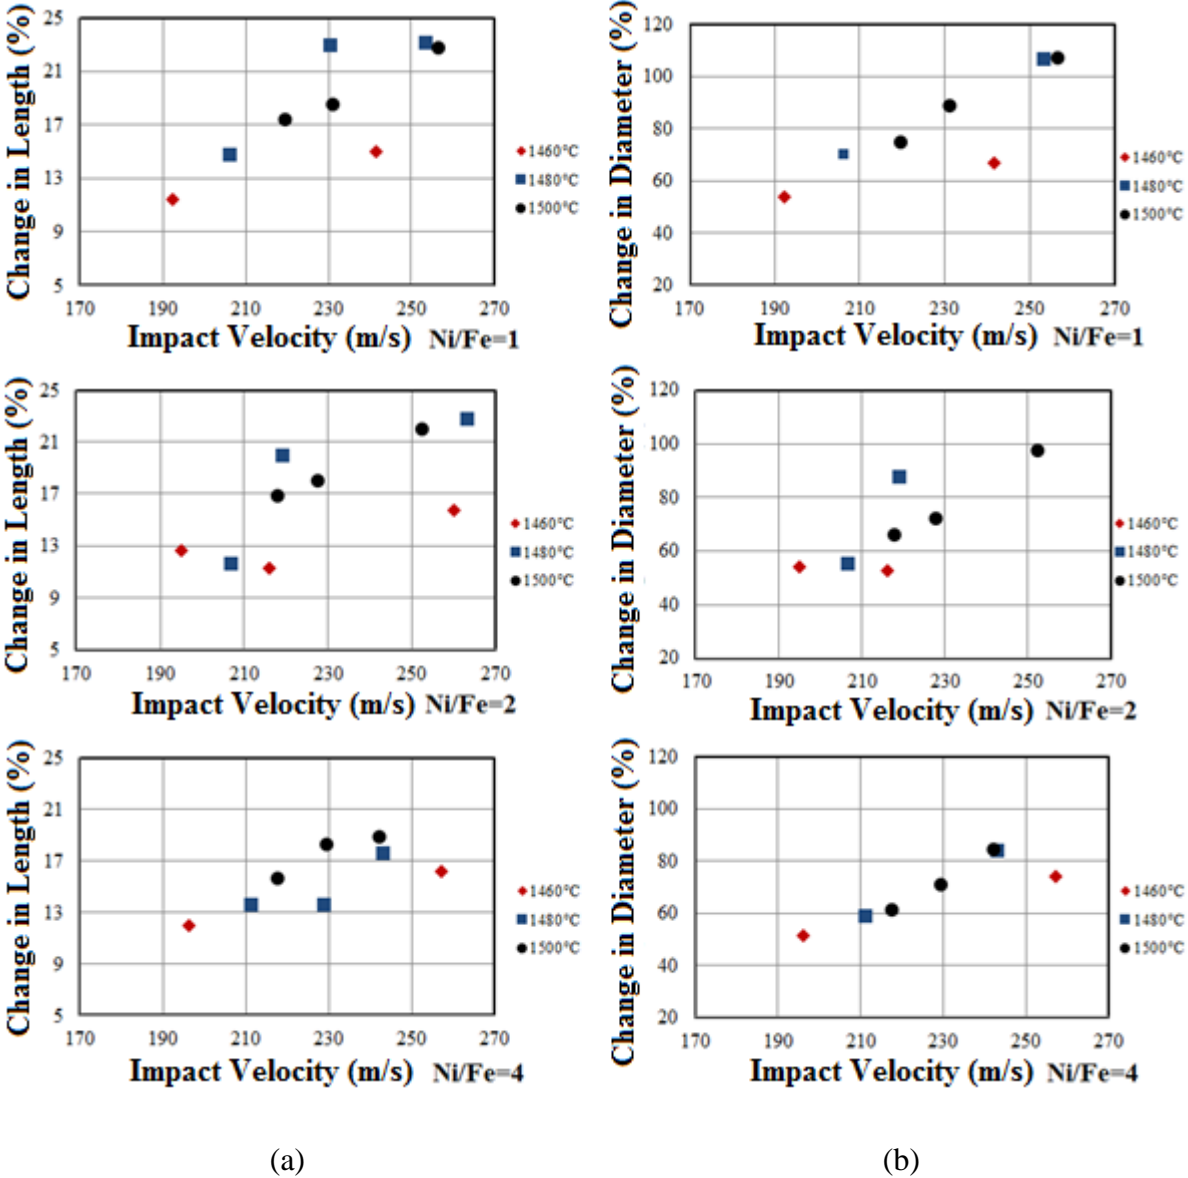 Change in Length (%)
25
21
17
13
9
5
170 190 210 230 250 270
Impact Velocity (m/s) Ni/Fe=1
1460°C
1480°C
1500°C
Change in Diameter (%)
120
100
80
60
40
20
170 190 210 230 250 270
Impact Velocity (m/s) Ni/Fe=1
1460°C
1480°C
1500°C
Change in Length (%)
25
21
17
13
9
5
170 190 210 230 250 270
Impact Velocity (m/s) Ni/Fe=2
1460°C
1480°C
1500°C
Change in Diameter (%)
120
100
80
60
40
20
170 190 210 230 250 270
Impact Velocity (m/s) Ni/Fe=2
1460°C
1480°C
1500°C
Change in Length (%)
25
21
17
13
9
5
170 190 210 230 250 270
Impact Velocity (m/s) Ni/Fe=4
1460°C
1480°C
1500°C
Change in Diameter (%)
120
100
80
60
40
20
170 190 210 230 250 270
Impact Velocity (m/s) Ni/Fe=4
1460°C
1480°C
1500°C
(a) (b)